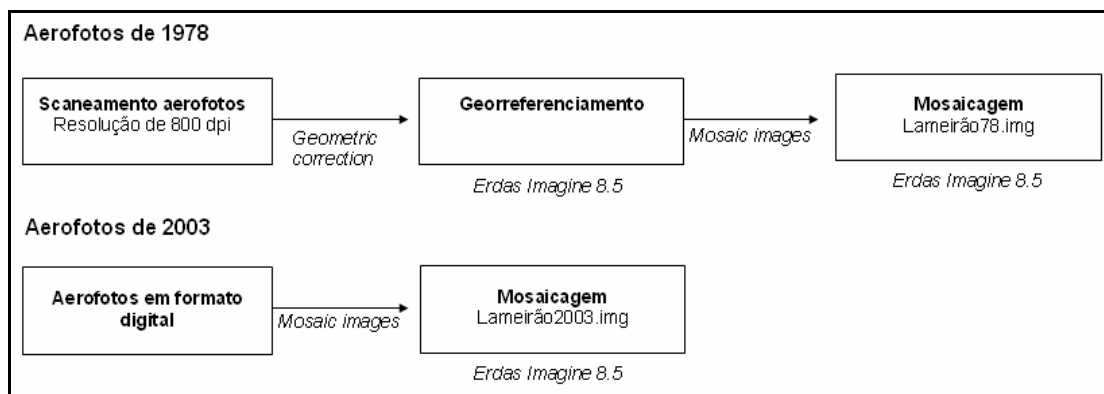 Aerofotos de 1978
Scaneamento aerofotos
Resolução de 800 dpi
Geometric
correction
Georreferenciamento
Erdas Imagine 8.5
Mosaic images
Mosaicagem
Lameirão78.img
Erdas Imagine 8.5
Aerofotos de 2003
Aerofotos em formato
digital
Mosaic images
Mosaicagem
Lameirão2003.img
Erdas Imagine 8.5